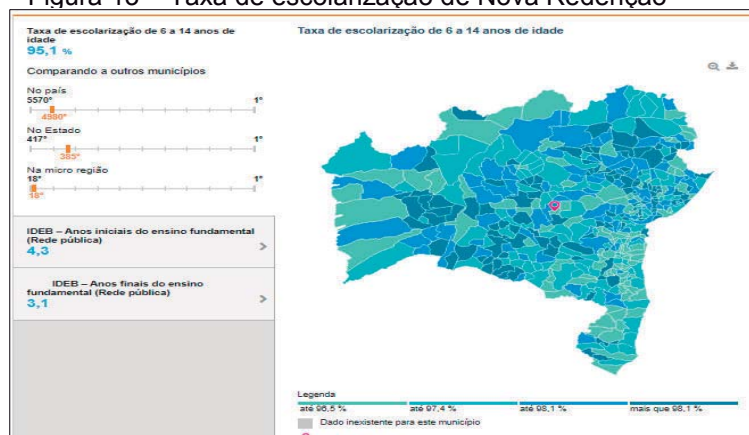 Figura 10 – Taxa de escolarização de Nova Redenção
Taxa de escolarização de 6 a 14 anos de
idade
95,1 %
Comparando a outros municípios
No país
5570° 1°
4980°
No Estado
417° 1°
385°
Na micro região
18° 1°
18°
IDEB – Anos iniciais do ensino fundamental
(Rede pública)
4,3
IDEB – Anos finais do ensino
fundamental (Rede pública)
3,1
Taxa de escolarização de 6 a 14 anos de idade
Legenda
até 96,5 % até 97,4 % até 98,1 % mais que 98,1 %
Dado inexistente para este município